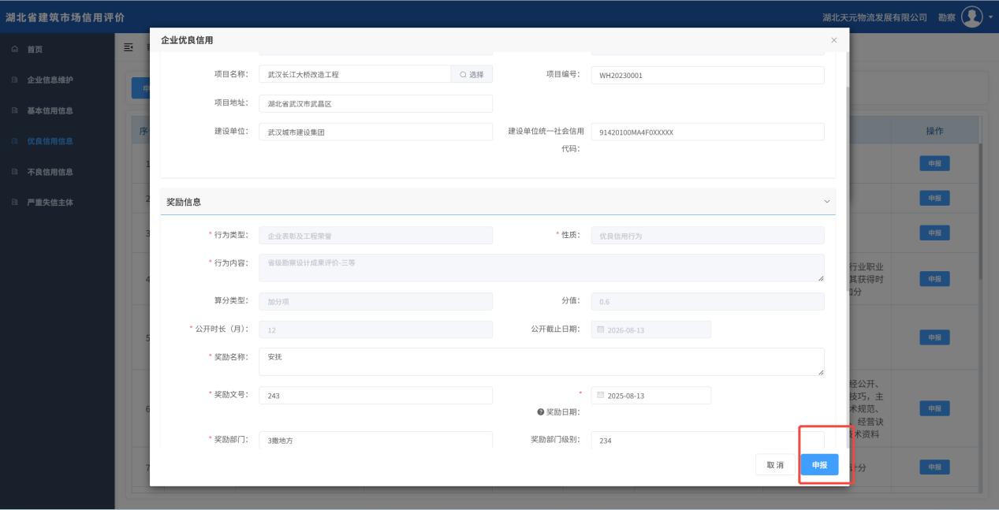 湖北省建筑市场信用评价
湖北天元物流发展有限公司 勘察
首页
企业信息维护
基本信用信息
优良信用信息
不良信用信息
严重失信主体
企业优良信用
项目名称: 武汉长江大桥改造工程 选择 项目编号: WH20230001
项目地址: 湖北省武汉市武昌区
建设单位: 武汉城市建设集团 建设单位统一社会信用
代码: 91420100MA4F0XXXXX
奖励信息
* 行为类型: 企业表彰及工程荣誉 * 性质: 优良信用行为
* 行为内容: 省级勘察设计成果评价-三等
算分类型: 加分项 分值: 0.6
* 公开时长(月): 12 公开截止日期: 2026-08-13
* 奖励名称: 安抚
* 奖励文号: 243 * 奖励日期: 2025-08-13
* 奖励部门: 3撒地方 奖励部门级别: 234
取消 申报
序
操作
1 申报
2 申报
3 申报
4 行业职业
其获得时
分
申报
5 申报
6 经公开、
技巧，主
术规范、
、经营诀
技术资料
申报
7 计分 申报